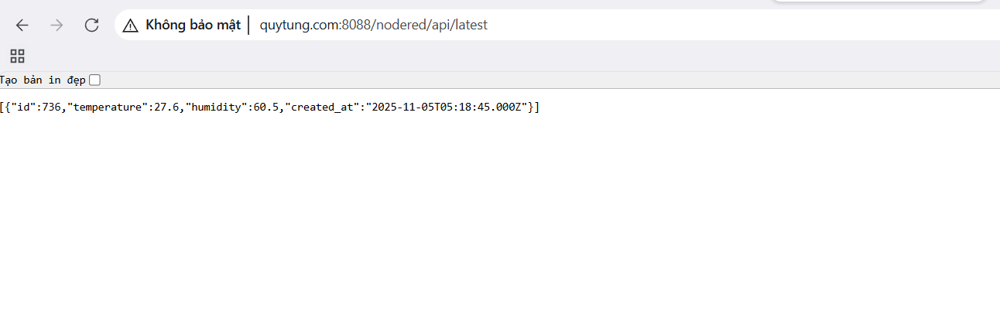 Không bảo mật quytung.com:8088/nodered/api/latest
Tạo bản in đẹp
[{"id":736,"temperature":27.6,"humidity":60.5,"created_at":"2025-11-05T05:18:45.000Z"}]